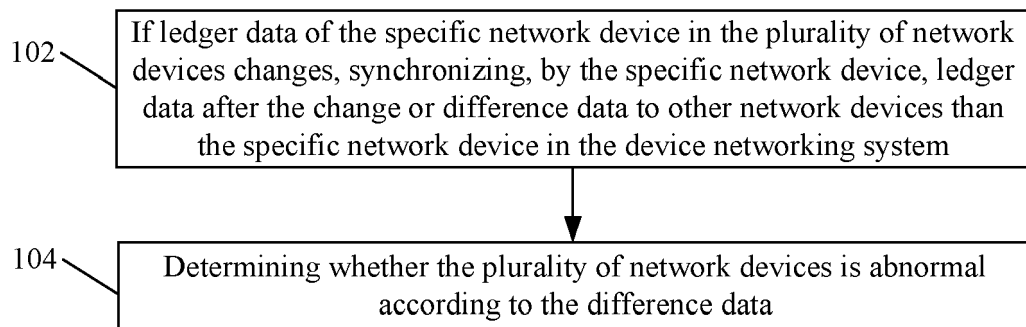 102
If ledger data of the specific network device in the plurality of network
devices changes, synchronizing, by the specific network device, ledger
data after the change or difference data to other network devices than
the specific network device in the device networking system
104
Determining whether the plurality of network devices is abnormal
according to the difference data